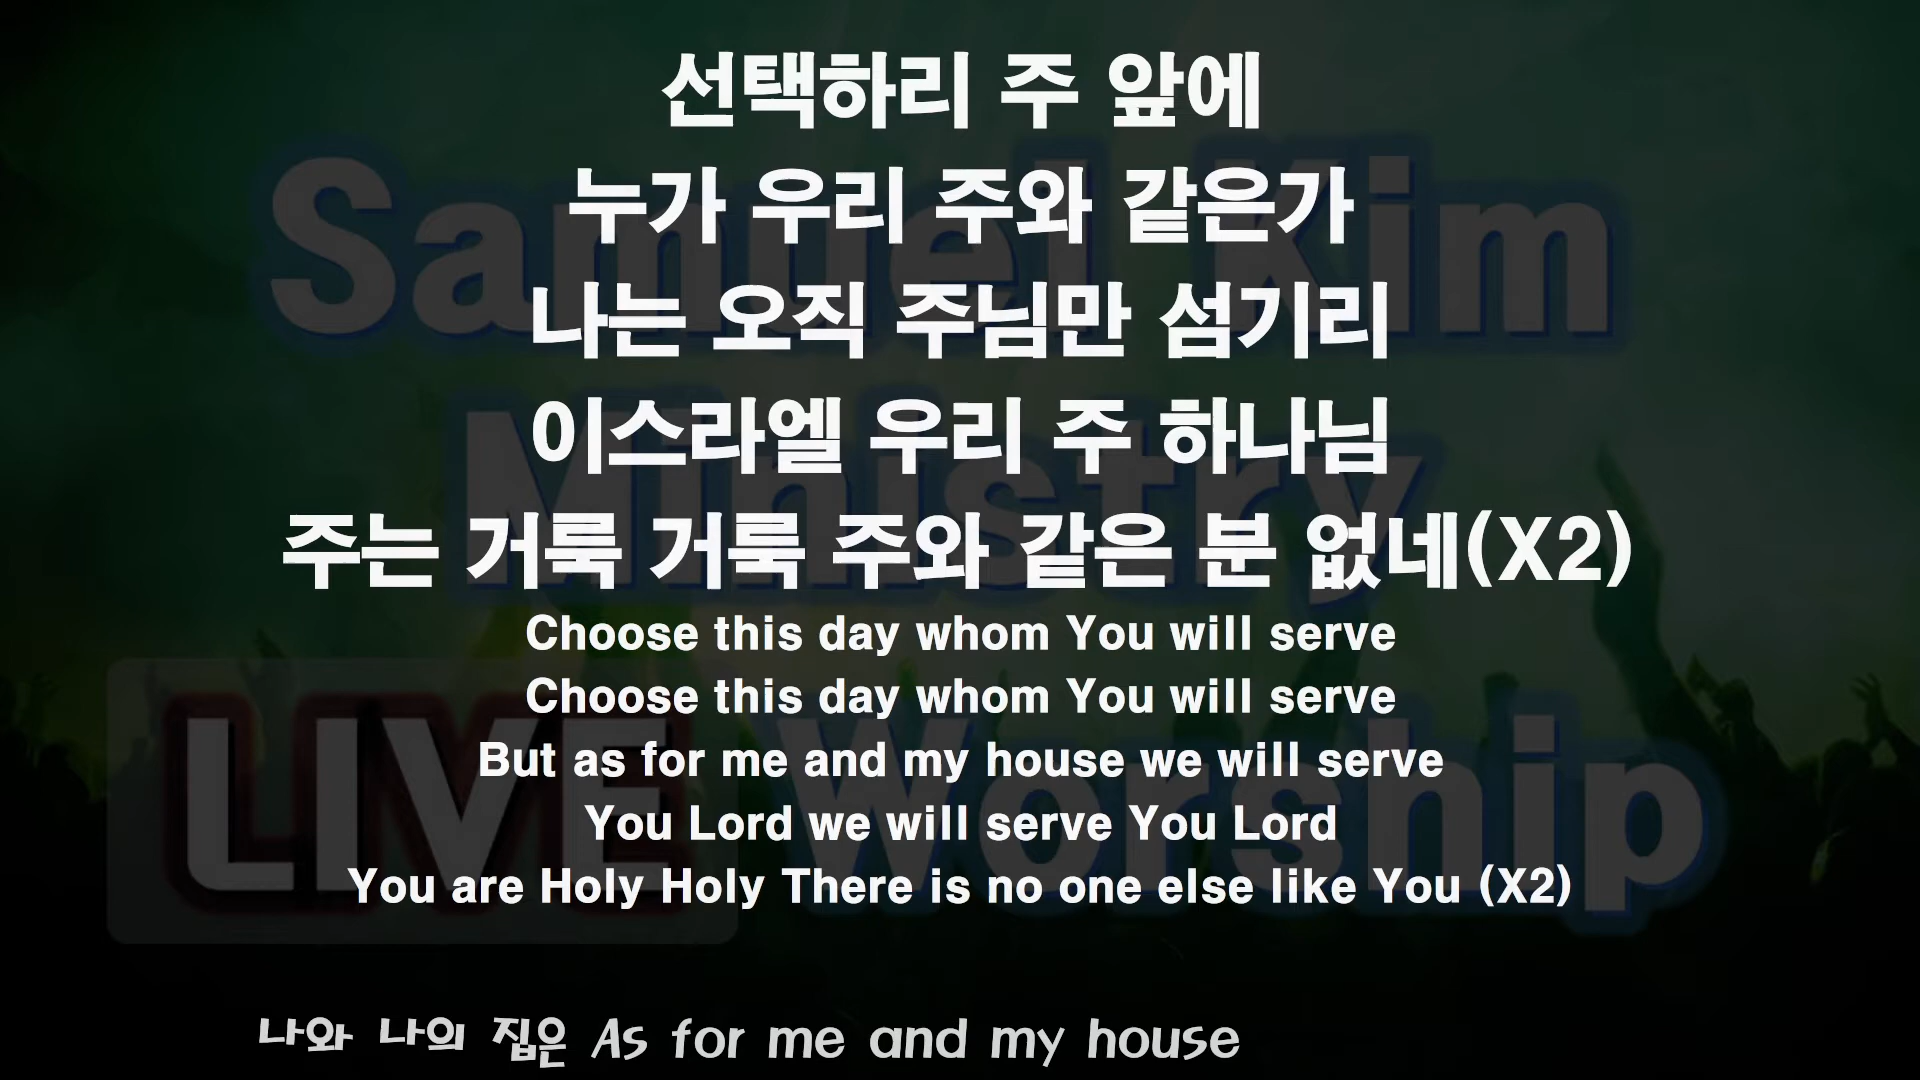 선택하리 주 앞에
누가 우리 주와 같은가
나는 오직 주님만 섬기리
이스라엘 우리 주 하나님
주는 거룩 거룩 주와 같은 분 없네(X2)
Choose this day whom You will serve
Choose this day whom You will serve
But as for me and my house we will serve
You Lord we will serve You Lord
You are Holy Holy There is no one else like You (X2)
Samuel Kim
Ministry
LIVE Worship
나와 나의 집은 As for me and my house